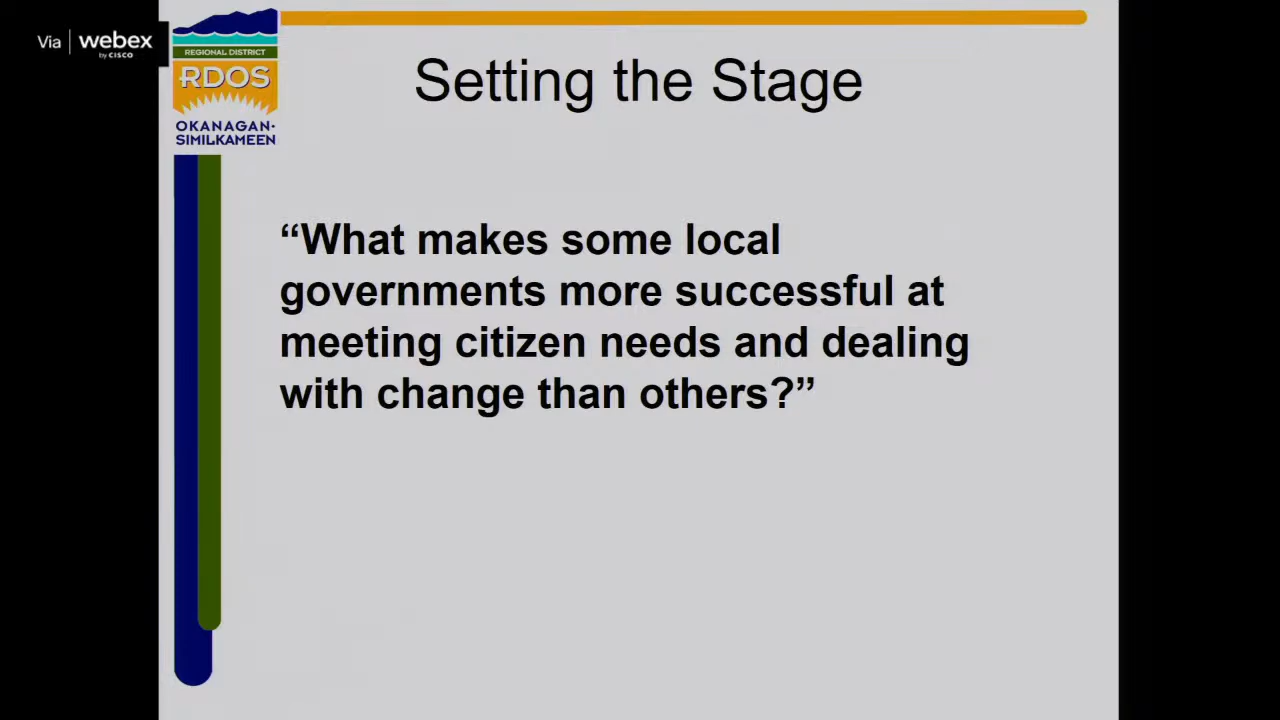 Via webex
by CISCO
REGIONAL DISTRICT
RDOS
OKANAGAN-
SIMILKAMEEN
Setting the Stage
“What makes some local
governments more successful at
meeting citizen needs and dealing
with change than others?”